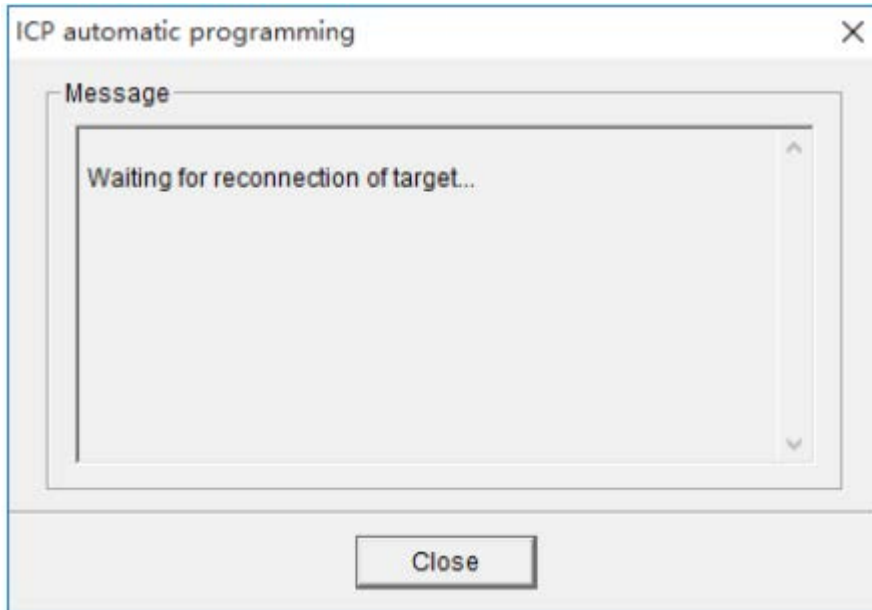 ICP automatic programming
Message
Waiting for reconnection of target...
Close